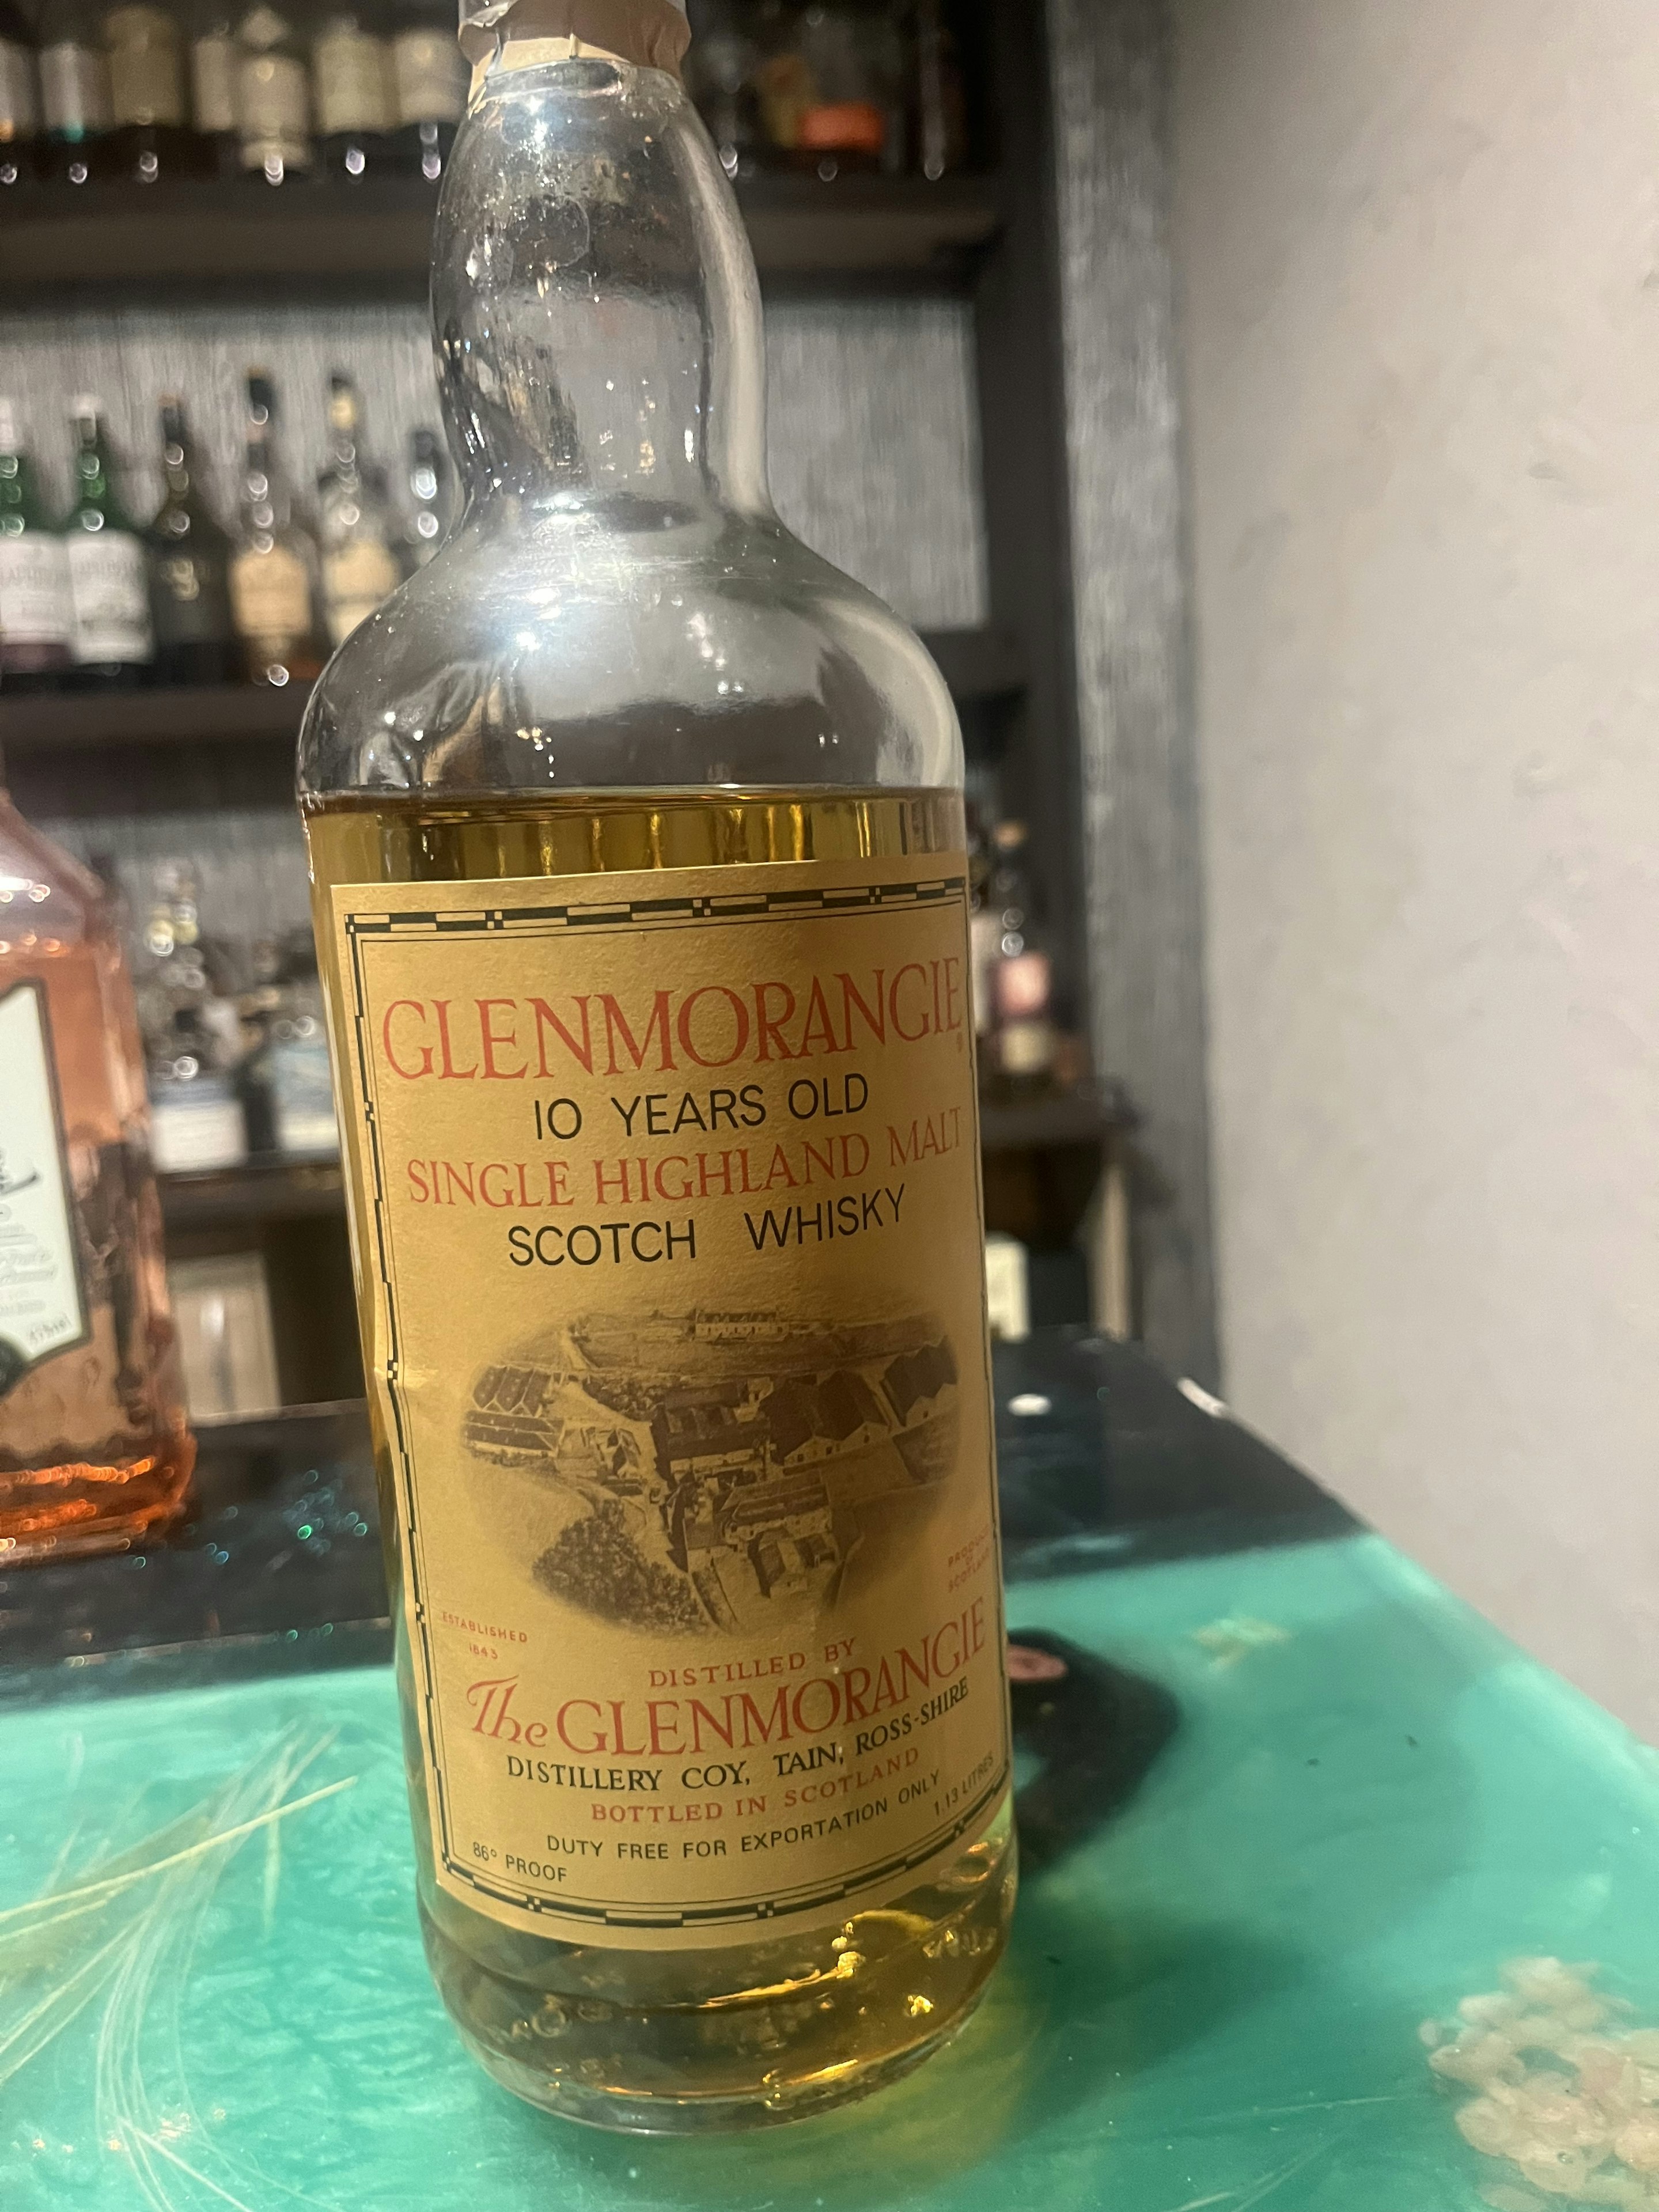 GLENMORANGIE
10 YEARS OLD
SINGLE HIGHLAND MALT
SCOTCH WHISKY
PRODUCT
OF
SCOTLAND
ESTABLISHED
1843
DISTILLED BY
The GLENMORANGIE
DISTILLERY COY, TAIN, ROSS-SHIRE
BOTTLED IN SCOTLAND
DUTY FREE FOR EXPORTATION ONLY
1.13 LITRES
86° PROOF